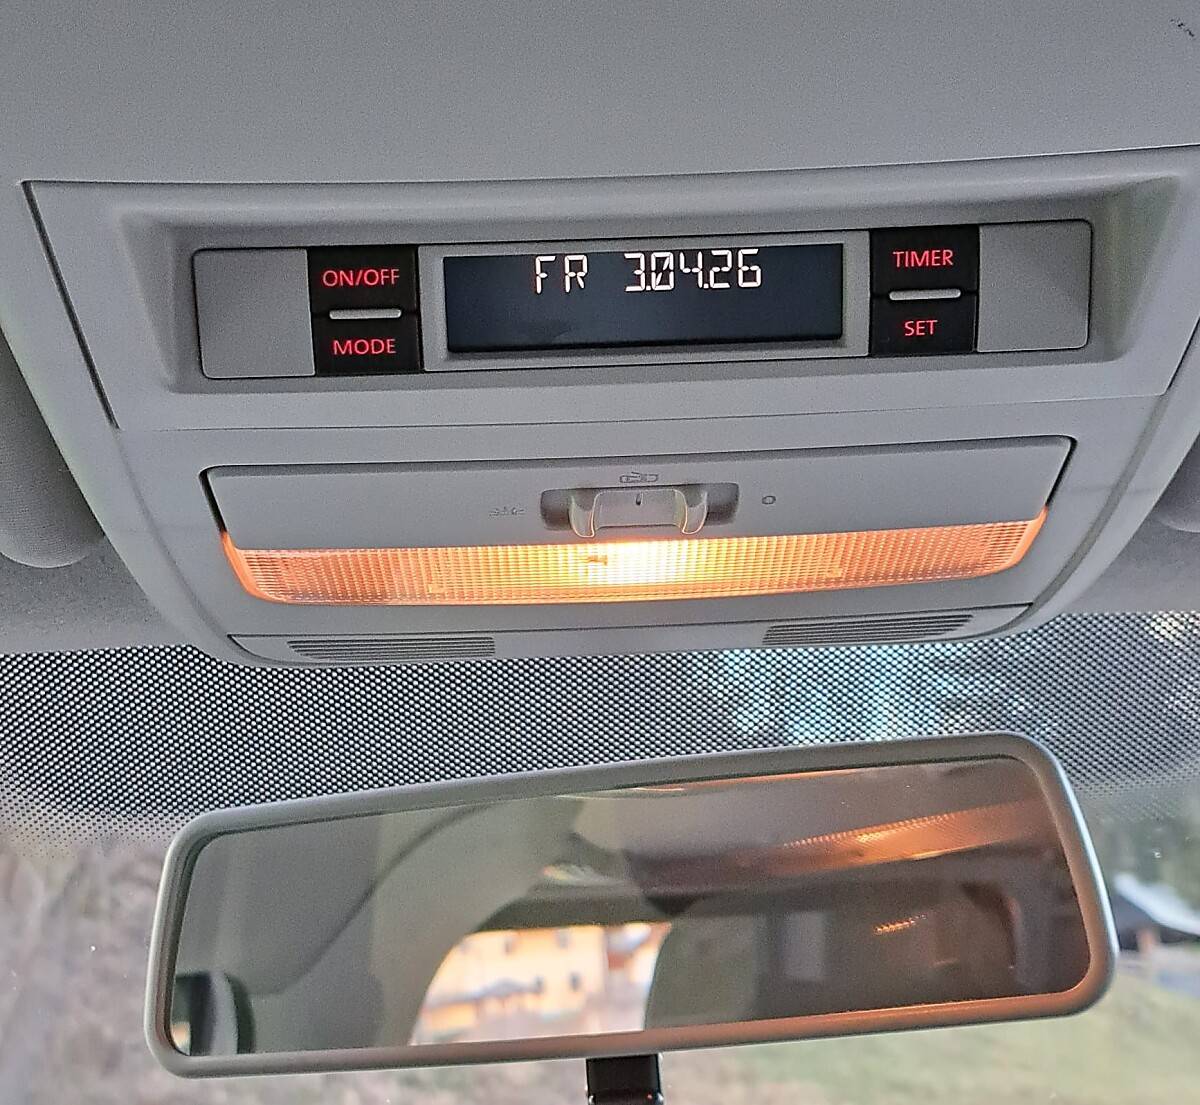 ON/OFF
FR 3.04.26
TIMER
MODE
SET